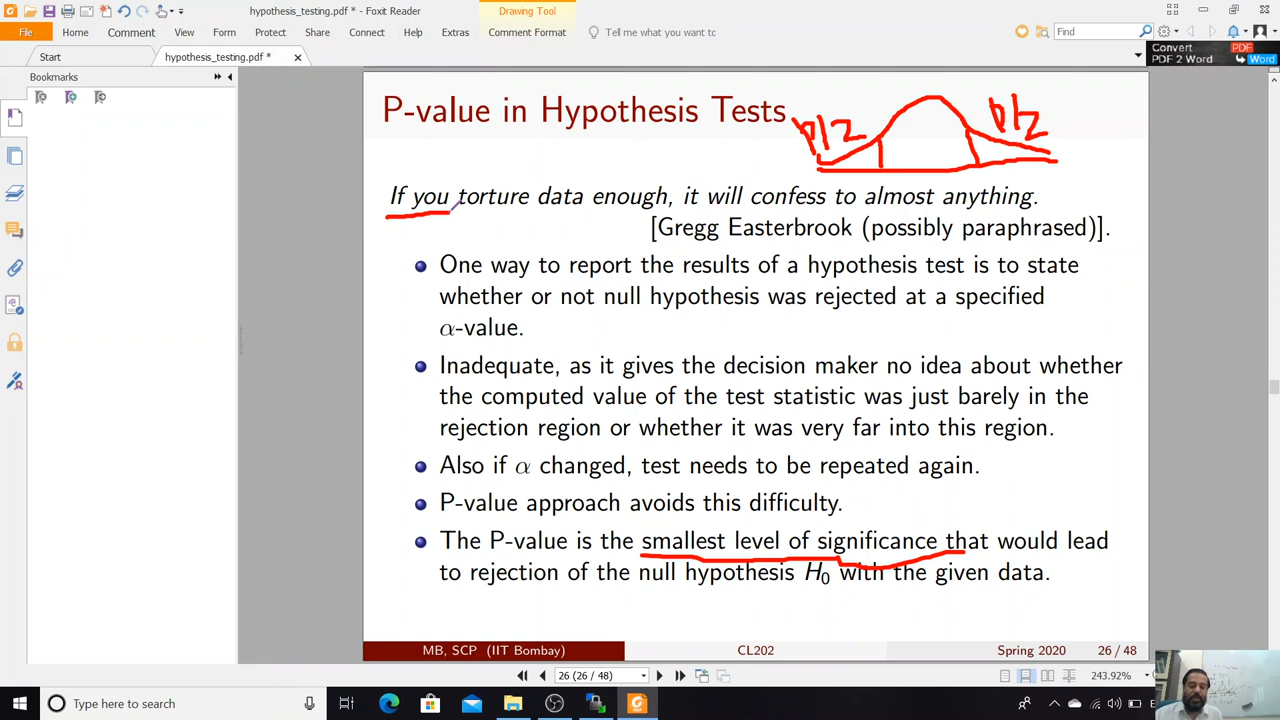 hypothesis_testing.pdf * - Foxit Reader
Drawing Tool
File
Home
Comment
View
Form
Protect
Share
Connect
Help
Extras
Comment Format
Tell me what you want to
Find
Start
hypothesis_testing.pdf *
Convert PDF
PDF 2 Word Word
Bookmarks
P-value in Hypothesis Tests
p/2
p/2
If you torture data enough, it will confess to almost anything.
[Gregg Easterbrook (possibly paraphrased)].
One way to report the results of a hypothesis test is to state
whether or not null hypothesis was rejected at a specified
α-value.
Inadequate, as it gives the decision maker no idea about whether
the computed value of the test statistic was just barely in the
rejection region or whether it was very far into this region.
Also if α changed, test needs to be repeated again.
P-value approach avoids this difficulty.
The P-value is the smallest level of significance that would lead
to rejection of the null hypothesis H0 with the given data.
MB, SCP (IIT Bombay)
CL202
Spring 2020
26 / 48
26 (26 / 48)
243.92%
Type here to search